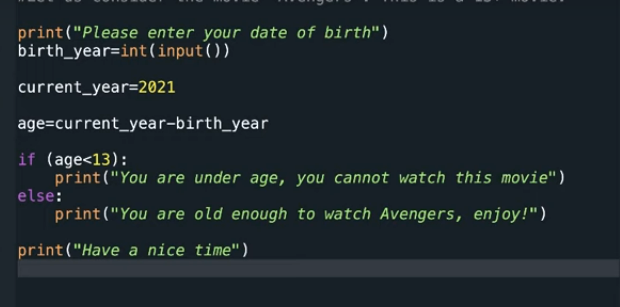 print("Please enter your date of birth")
birth_year=int(input())
current_year=2021
age=current_year-birth_year
if (age<13):
    print("You are under age, you cannot watch this movie")
else:
    print("You are old enough to watch Avengers, enjoy!")
print("Have a nice time")